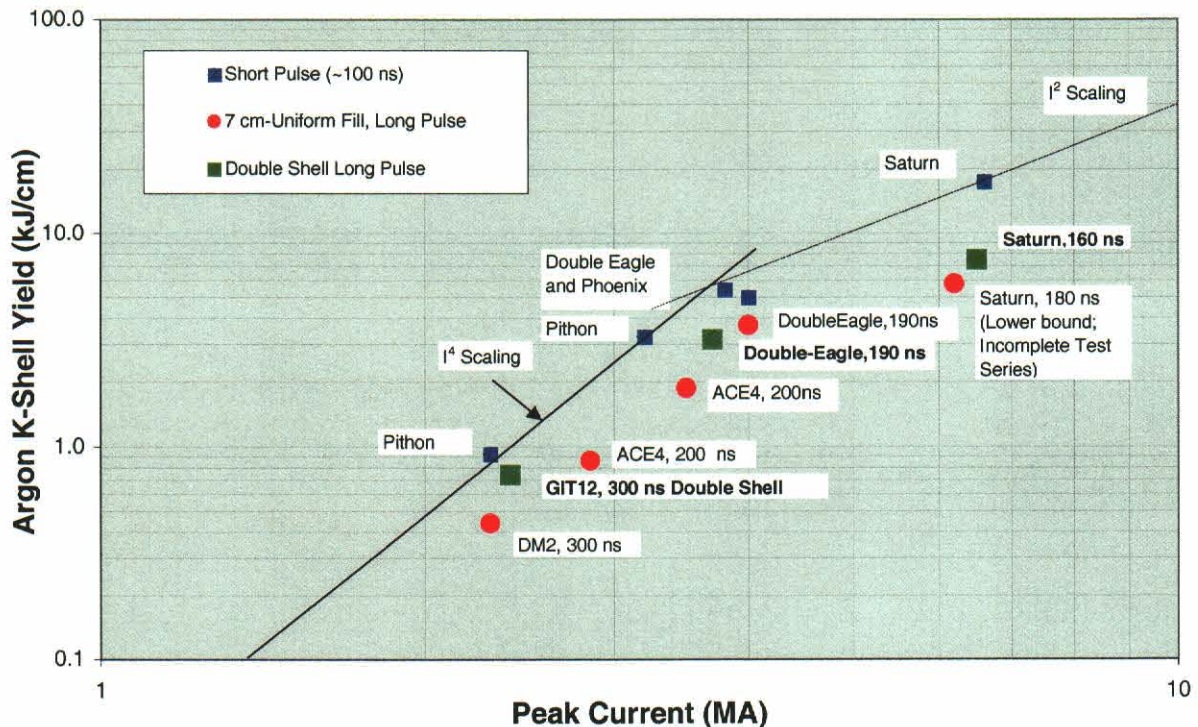 100.0
Short Pulse (~100 ns)
7 cm-Uniform Fill, Long Pulse
Double Shell Long Pulse
I² Scaling
Saturn
10.0
Saturn,160 ns
Double Eagle
and Phoenix
Pithon
DoubleEagle,190ns
Double-Eagle,190 ns
Saturn, 180 ns
(Lower bound;
Incomplete Test
Series)
I⁴ Scaling
ACE4, 200ns
Pithon
1.0
ACE4, 200 ns
GIT12, 300 ns Double Shell
DM2, 300 ns
0.1
1
10
Argon K-Shell Yield (kJ/cm)
Peak Current (MA)